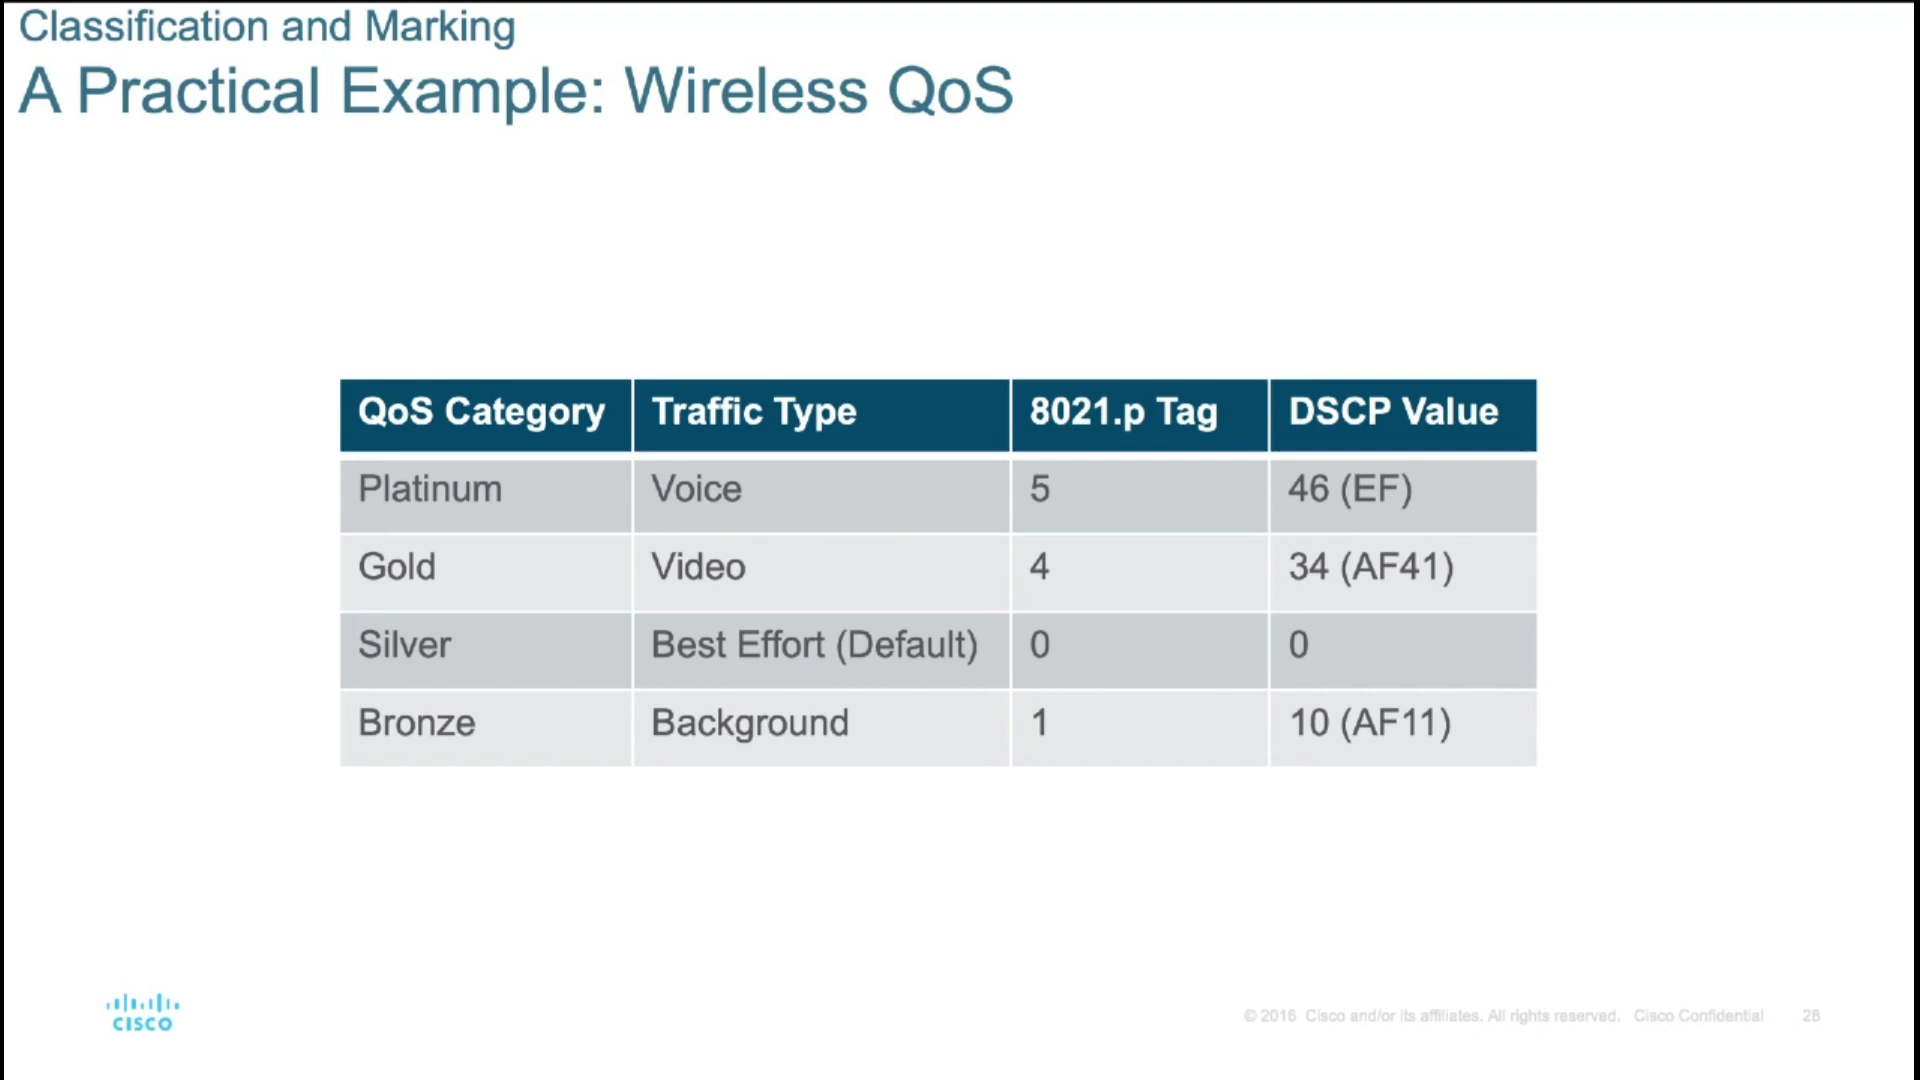 Classification and Marking
A Practical Example: Wireless QoS
QoS Category Traffic Type 8021.p Tag DSCP Value
Platinum Voice 5 46 (EF)
Gold Video 4 34 (AF41)
Silver Best Effort (Default) 0 0
Bronze Background 1 10 (AF11)
CISCO
© 2016 Cisco and/or its affiliates. All rights reserved. Cisco Confidential 28